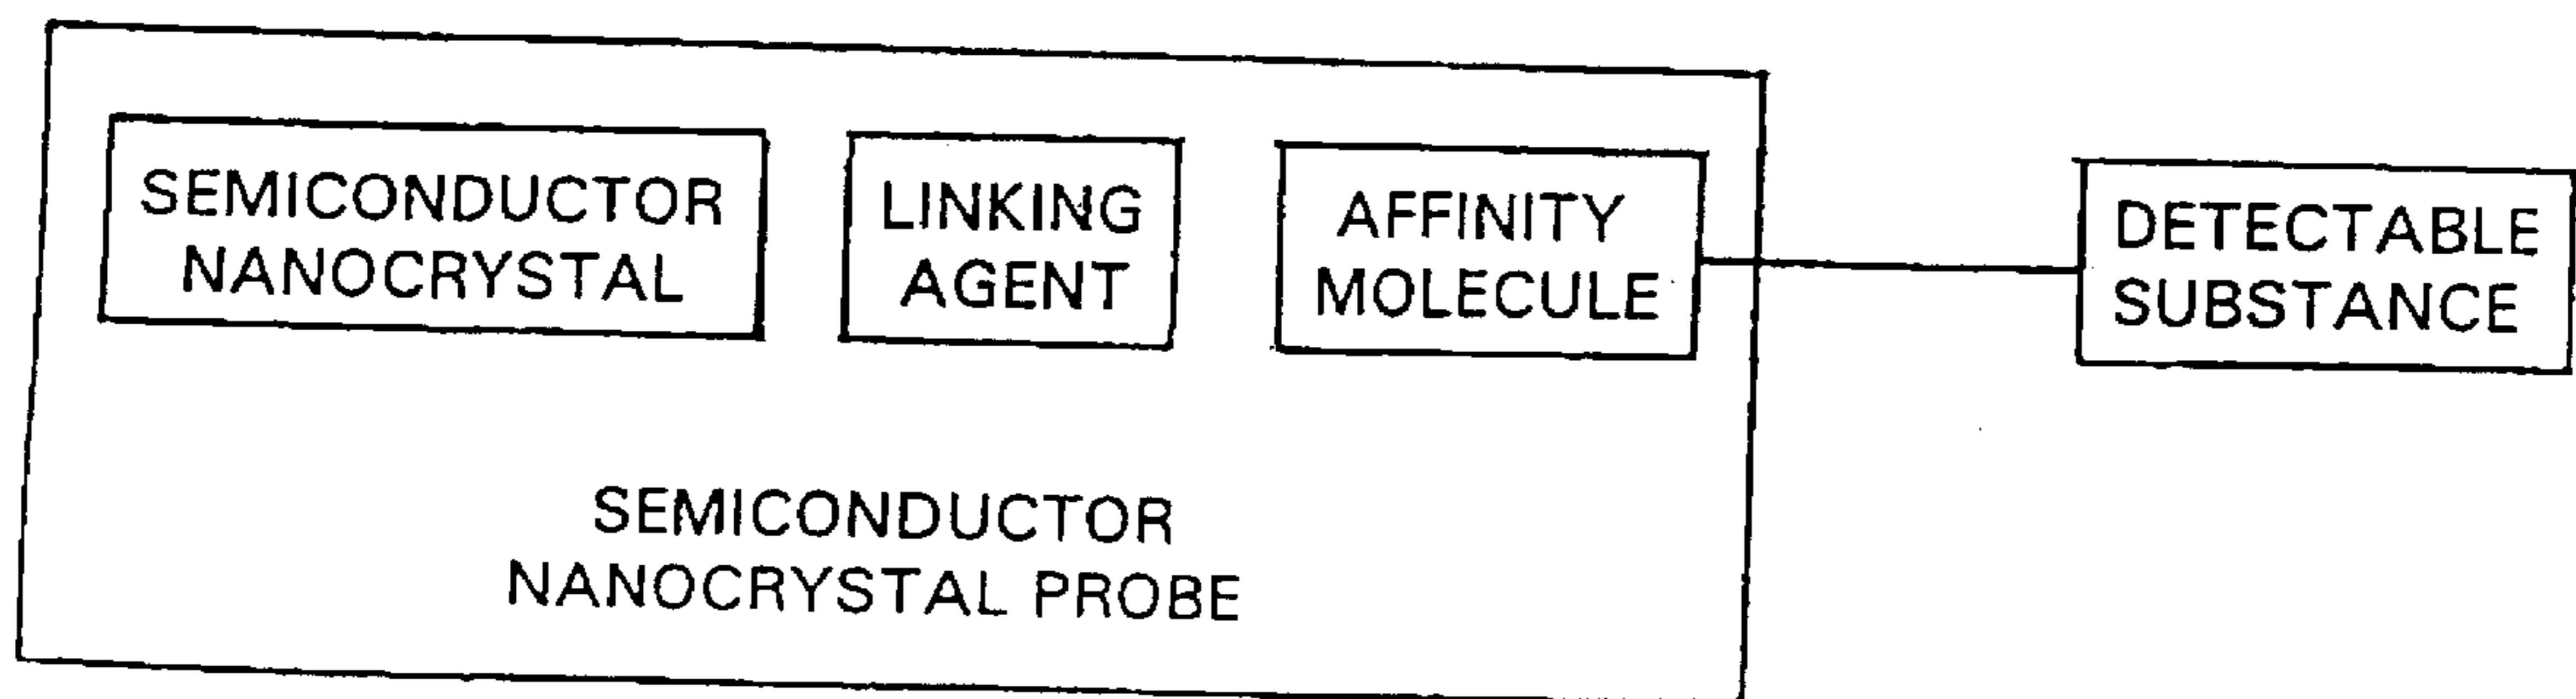 SEMICONDUCTOR
NANOCRYSTAL
LINKING
AGENT
AFFINITY
MOLECULE
DETECTABLE
SUBSTANCE
SEMICONDUCTOR
NANOCRYSTAL PROBE